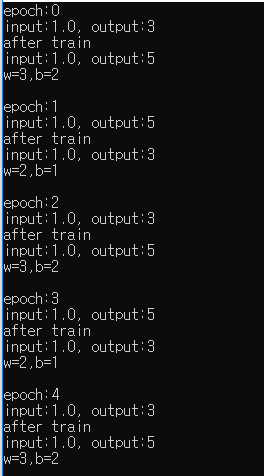 epoch:0
input:1.0, output:3
after train
input:1.0, output:5
w=3,b=2
epoch:1
input:1.0, output:5
after train
input:1.0, output:3
w=2,b=1
epoch:2
input:1.0, output:3
after train
input:1.0, output:5
w=3,b=2
epoch:3
input:1.0, output:5
after train
input:1.0, output:3
w=2,b=1
epoch:4
input:1.0, output:3
after train
input:1.0, output:5
w=3,b=2